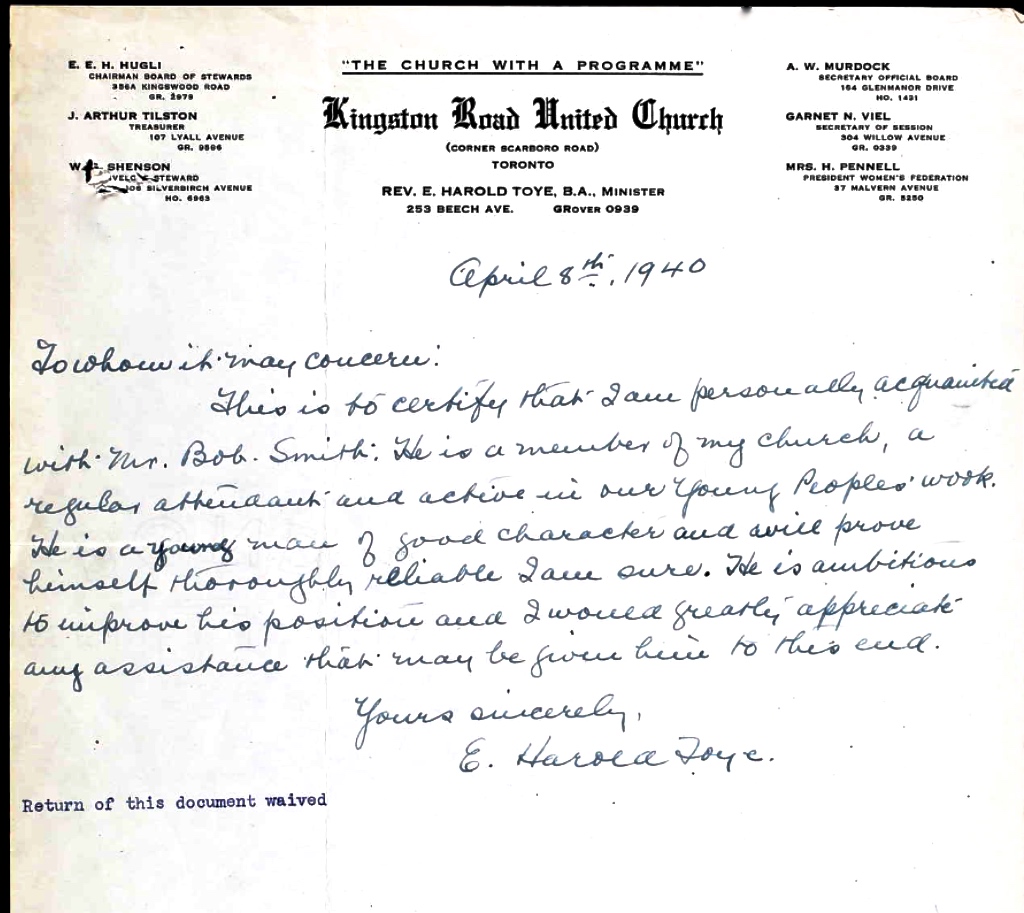 E. E. H. HUGLI
CHAIRMAN BOARD OF STEWARDS
356A KINGSWOOD ROAD
GR. 2979
J. ARTHUR TILSTON
TREASURER
107 LYALL AVENUE
GR. 9896
SHENSON
STEWARD
SILVERBIRCH AVENUE
HO. 6963
"THE CHURCH WITH A PROGRAMME"
Kingston Road United Church
(CORNER SCARBORO ROAD)
TORONTO
REV. E. HAROLD TOYE, B.A., MINISTER
253 BEECH AVE. GROVER 0939
A. W. MURDOCK
SECRETARY OFFICIAL BOARD
164 GLENMANOR DRIVE
HO. 1431
GARNET N. VIEL
SECRETARY OF SESSION
304 WILLOW AVENUE
GR. 0339
MRS. H. PENNELL
PRESIDENT WOMEN'S FEDERATION
37 MALVERN AVENUE
GR. 5250
April 8th, 1940
To whom it may concern:
This is to certify that I am personally acquainted
with Mr. Bob. Smith. He is a member of my church, a
regular attendant and active in our Young Peoples' work.
He is a young man of good character and will prove
himself thoroughly reliable I am sure. He is ambitious
to improve his position and I would greatly appreciate
any assistance that may be given him to this end.
Yours sincerely,
E. Harold Toye.
Return of this document waived